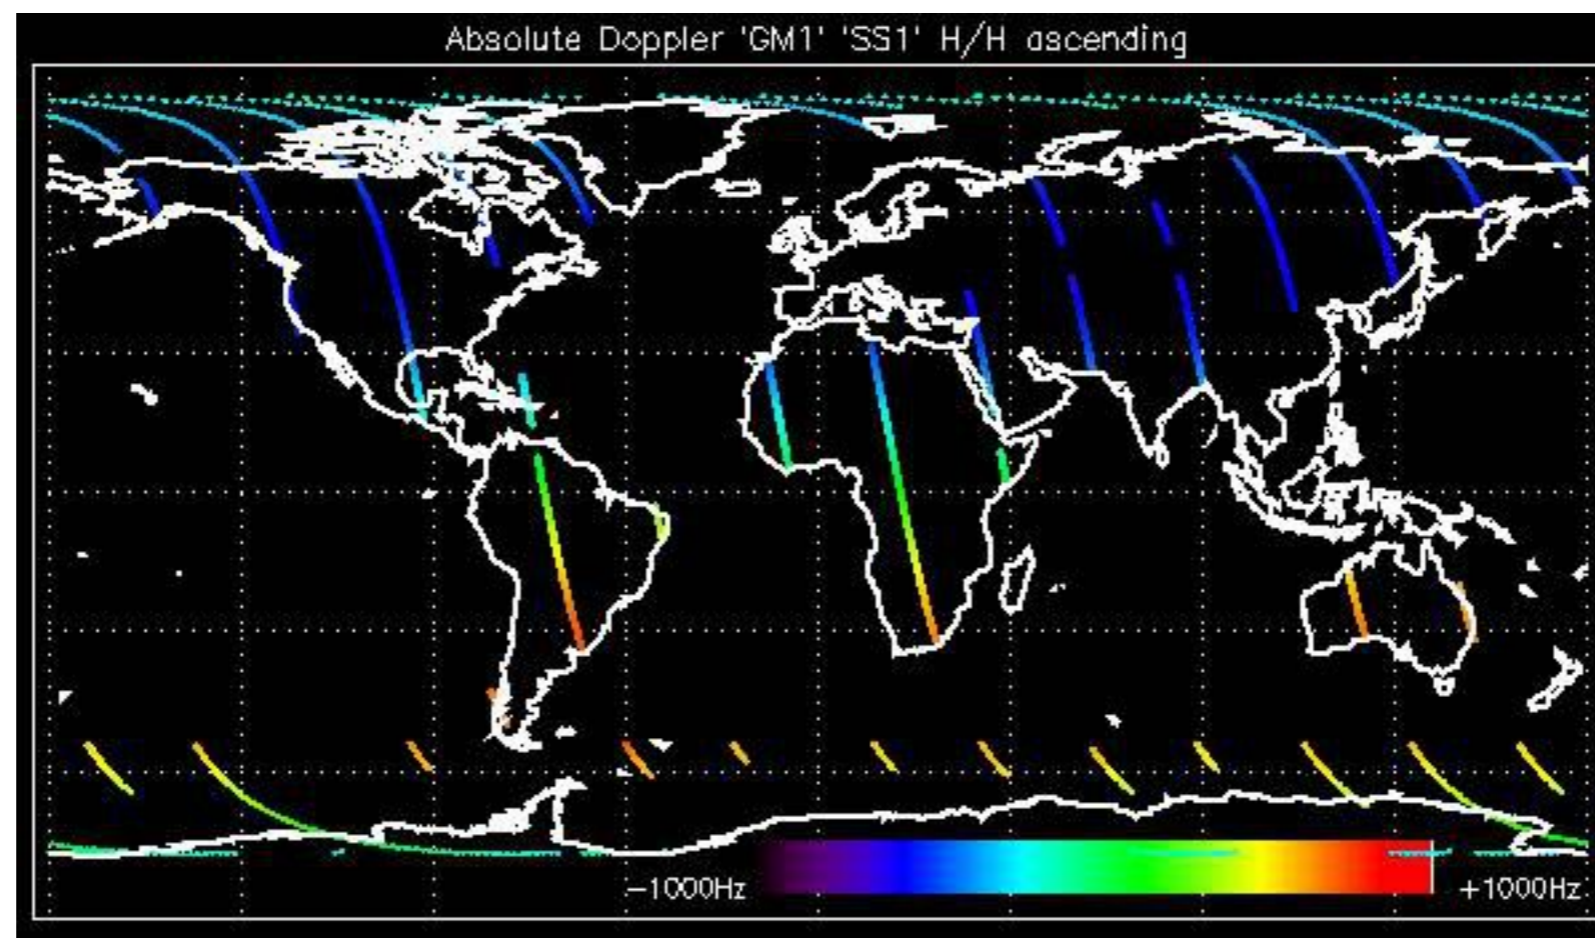 Absolute Doppler 'GM1' 'SS1' H/H ascending
−1000Hz
+1000Hz